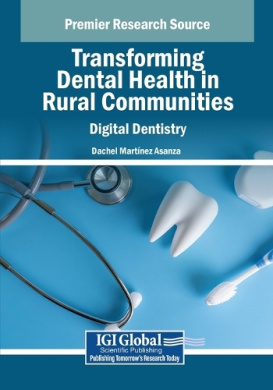 Premier Research Source
Transforming
Dental Health in
Rural Communities
Digital Dentistry
Dachel Martínez Asanza
IGI Global
Scientific Publishing
Publishing Tomorrow's Research Today